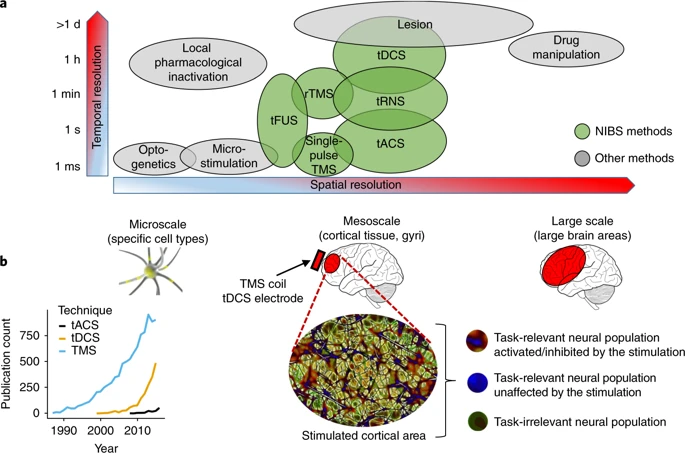 a
>1 d
1 h
1 min
1 s
1 ms
Temporal resolution
Lesion
Local
pharmacological
inactivation
tDCS
Drug
manipulation
rTMS
tRNS
tFUS
tACS
Single-
pulse
TMS
Opto-
genetics
Micro-
stimulation
NIBS methods
Other methods
Spatial resolution
Microscale
(specific cell types)
Mesoscale
(cortical tissue, gyri)
Large scale
(large brain areas)
b
TMS coil
tDCS electrode
Technique
tACS
tDCS
TMS
Publication count
750
500
250
0
1990
2000
2010
Year
Stimulated cortical area
Task-relevant neural population
activated/inhibited by the stimulation
Task-relevant neural population
unaffected by the stimulation
Task-irrelevant neural population